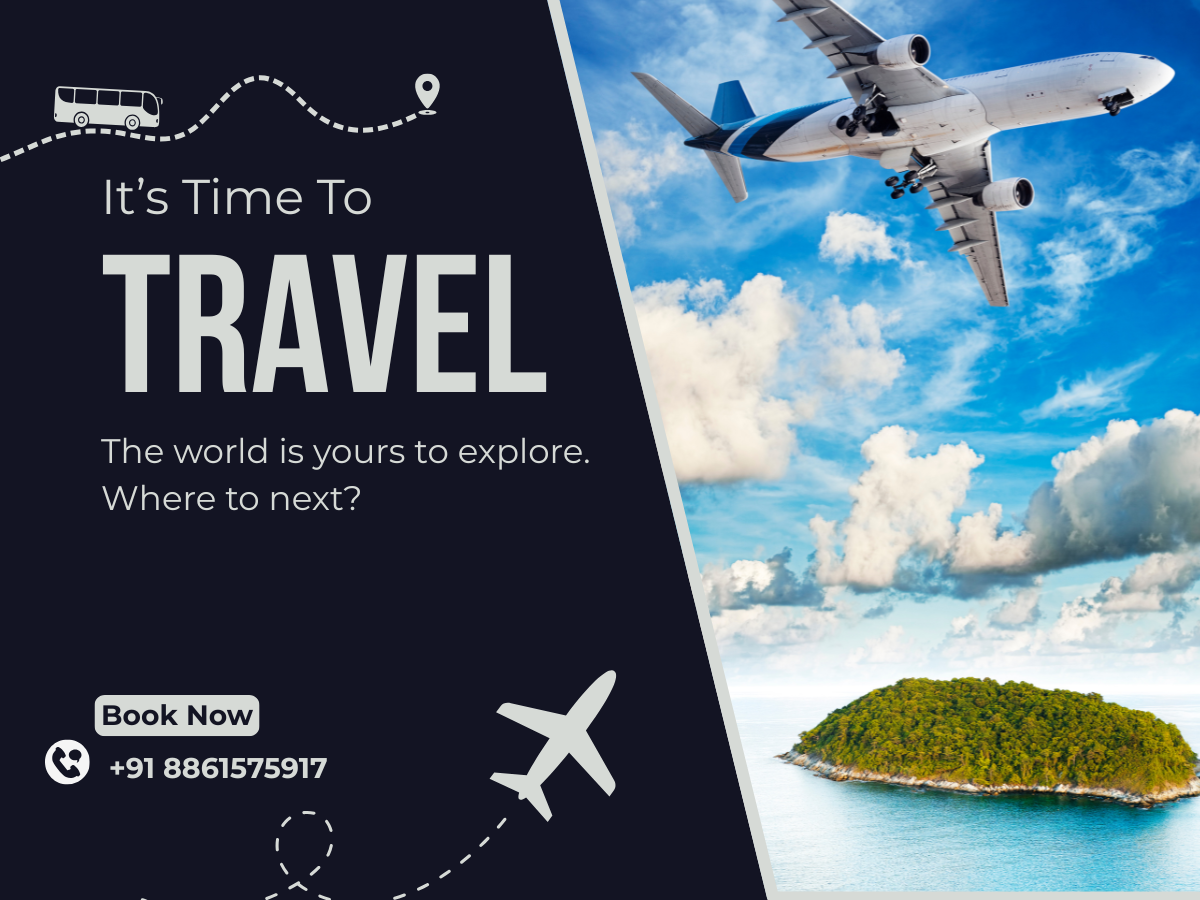 It’s Time To
TRAVEL
The world is yours to explore.
Where to next?
Book Now
+91 8861575917